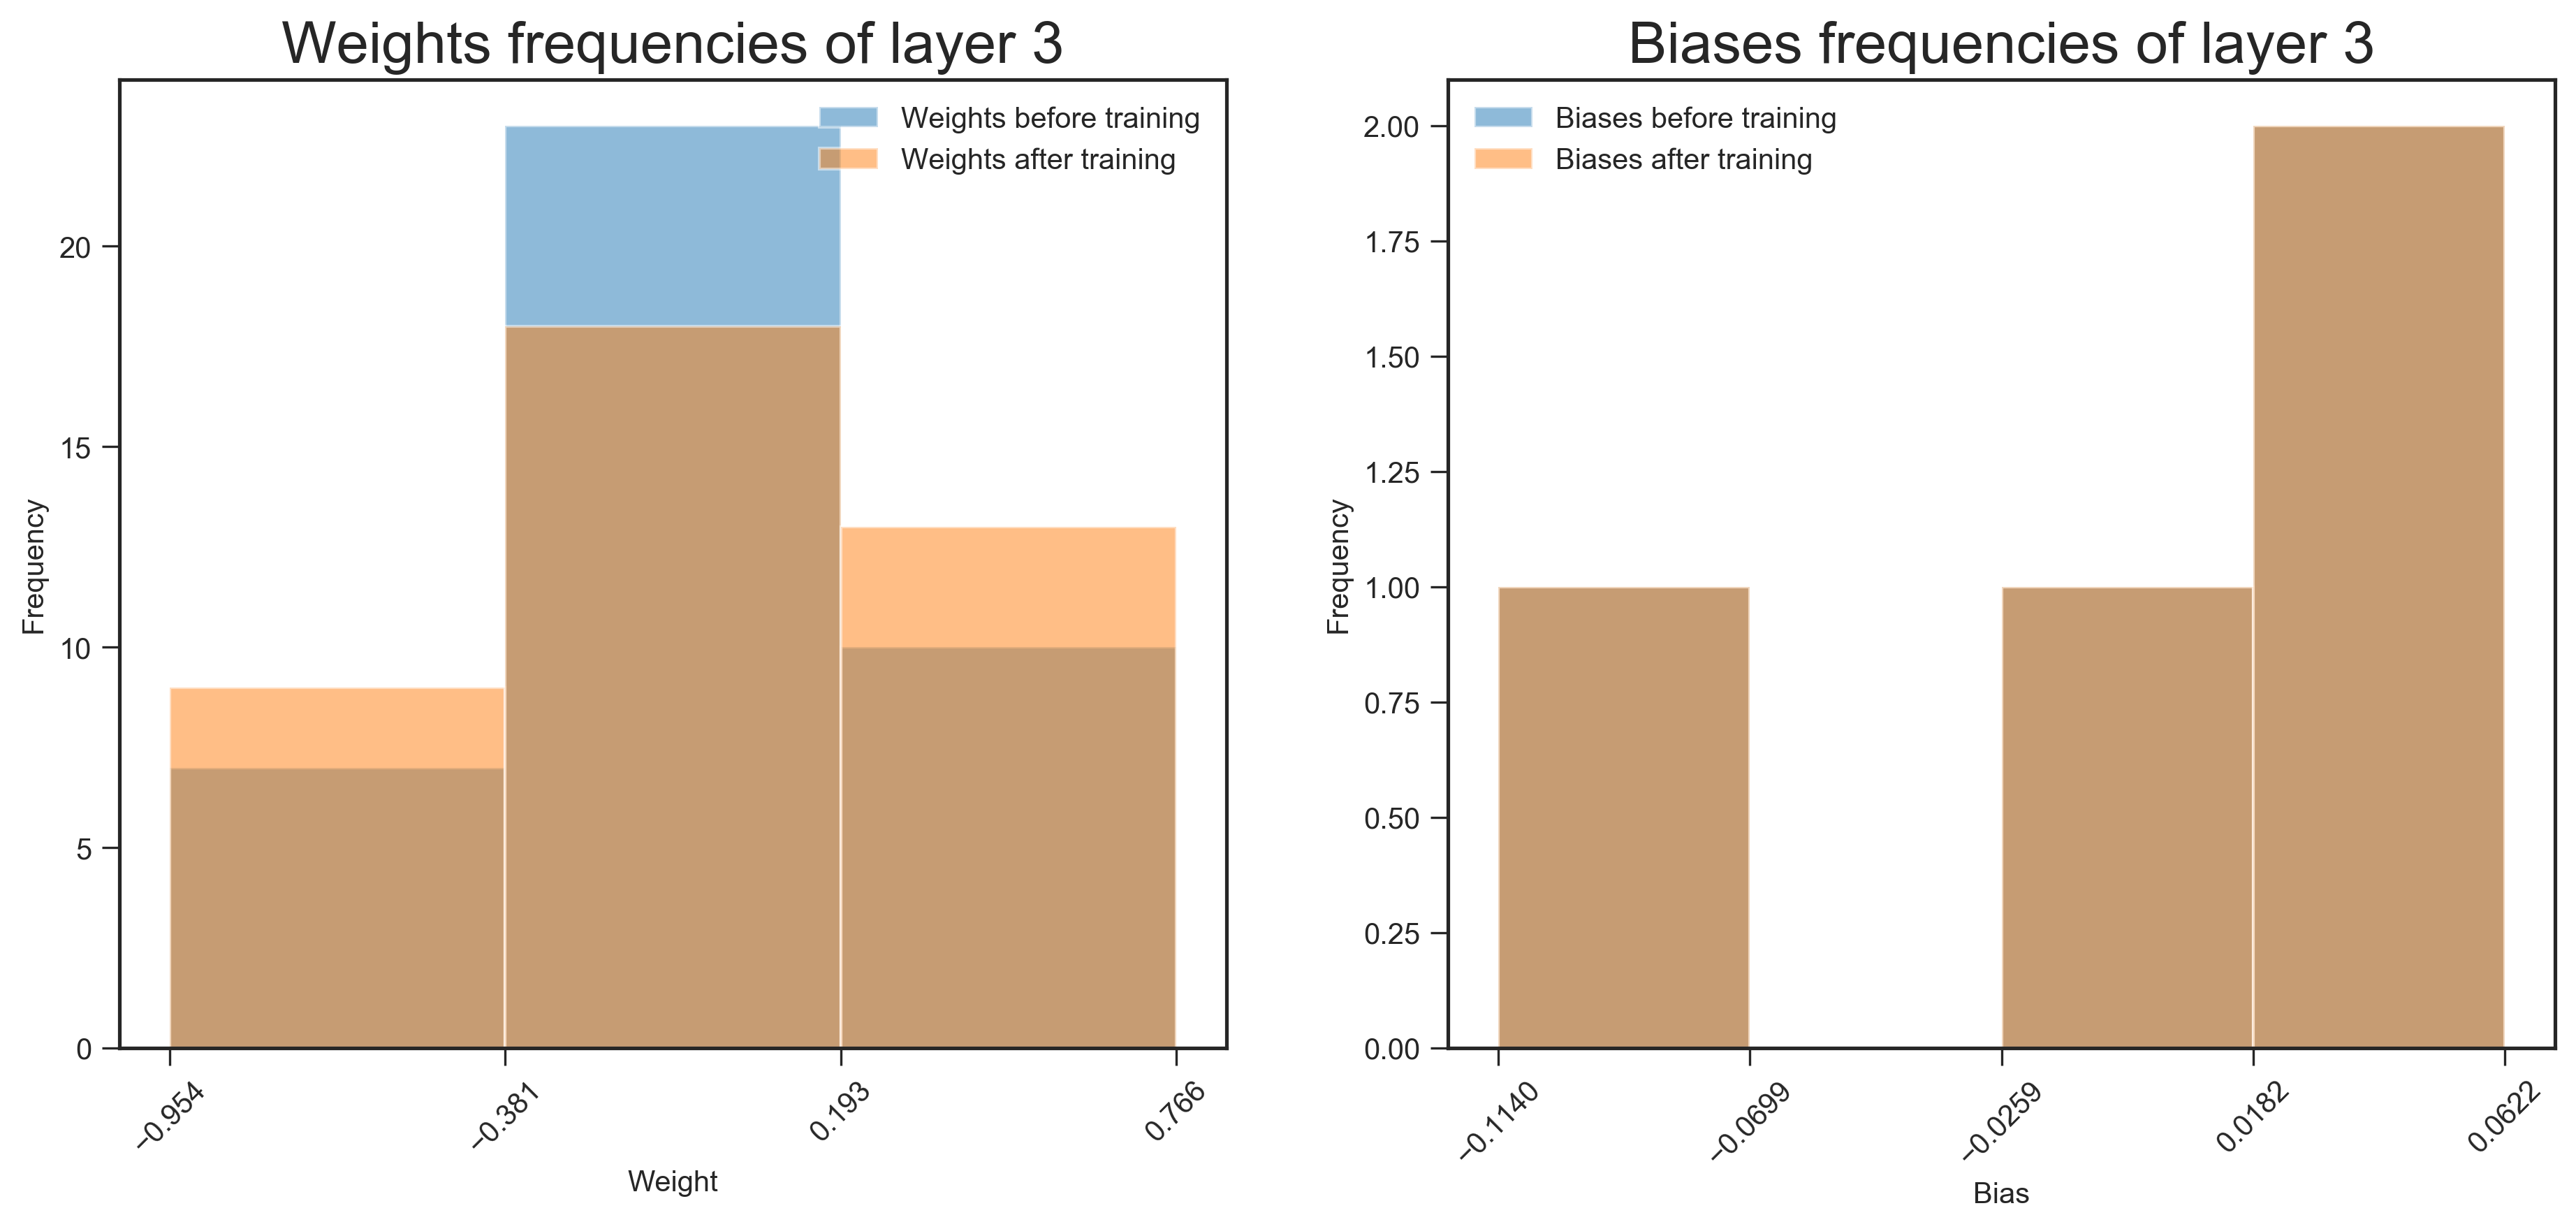 Weights frequencies of layer 3
Weights before training
Weights after training
20
15
10
5
0
Frequency
−0.954
−0.381
0.193
0.766
Weight
Biases frequencies of layer 3
Biases before training
Biases after training
2.00
1.75
1.50
1.25
1.00
0.75
0.50
0.25
0.00
Frequency
−0.1140
−0.0699
−0.0259
0.0182
0.0622
Bias